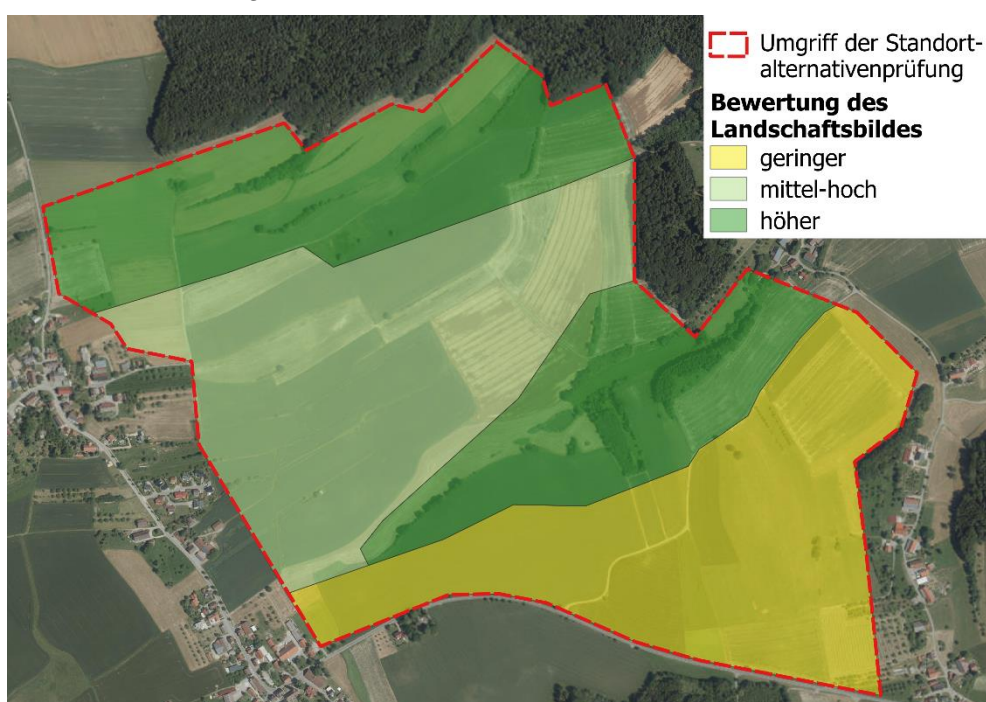 Umgriff der Standort-
alternativenprüfung
Bewertung des
Landschaftsbildes
geringer
mittel-hoch
höher